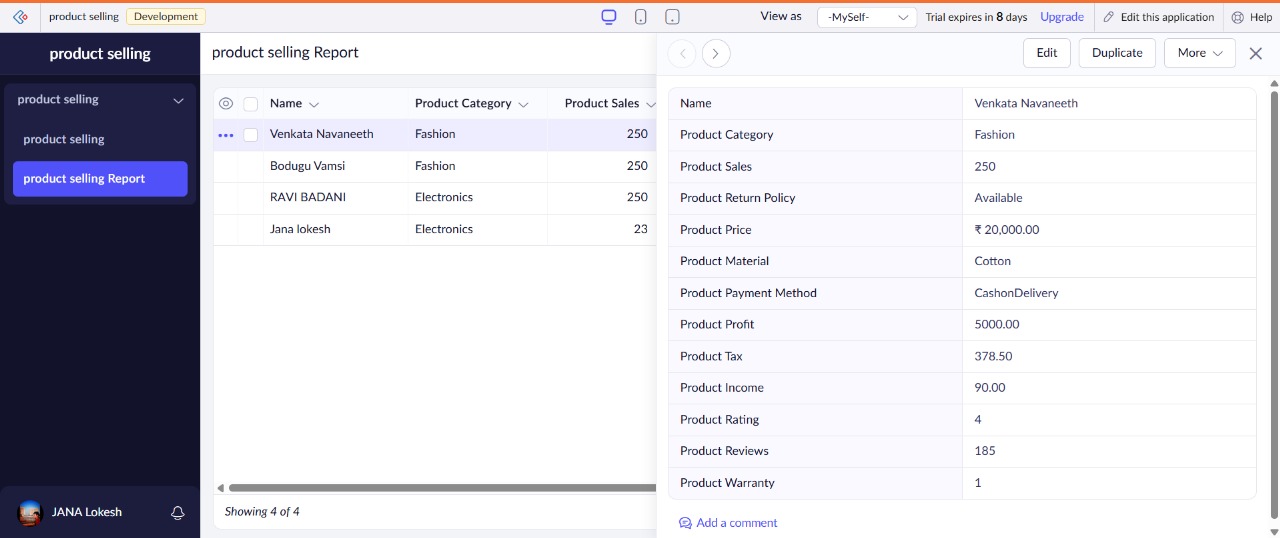 product selling Development View as -MySelf- Trial expires in 8 days Upgrade Edit this application Help
product selling
product selling
product selling
product selling Report
JANA Lokesh
product selling Report
Name Product Category Product Sales
Venkata Navaneeth Fashion 250
Bodugu Vamsi Fashion 250
RAVI BADANI Electronics 250
Jana lokesh Electronics 23
Showing 4 of 4
Edit Duplicate More
Name Venkata Navaneeth
Product Category Fashion
Product Sales 250
Product Return Policy Available
Product Price ₹ 20,000.00
Product Material Cotton
Product Payment Method CashonDelivery
Product Profit 5000.00
Product Tax 378.50
Product Income 90.00
Product Rating 4
Product Reviews 185
Product Warranty 1
Add a comment